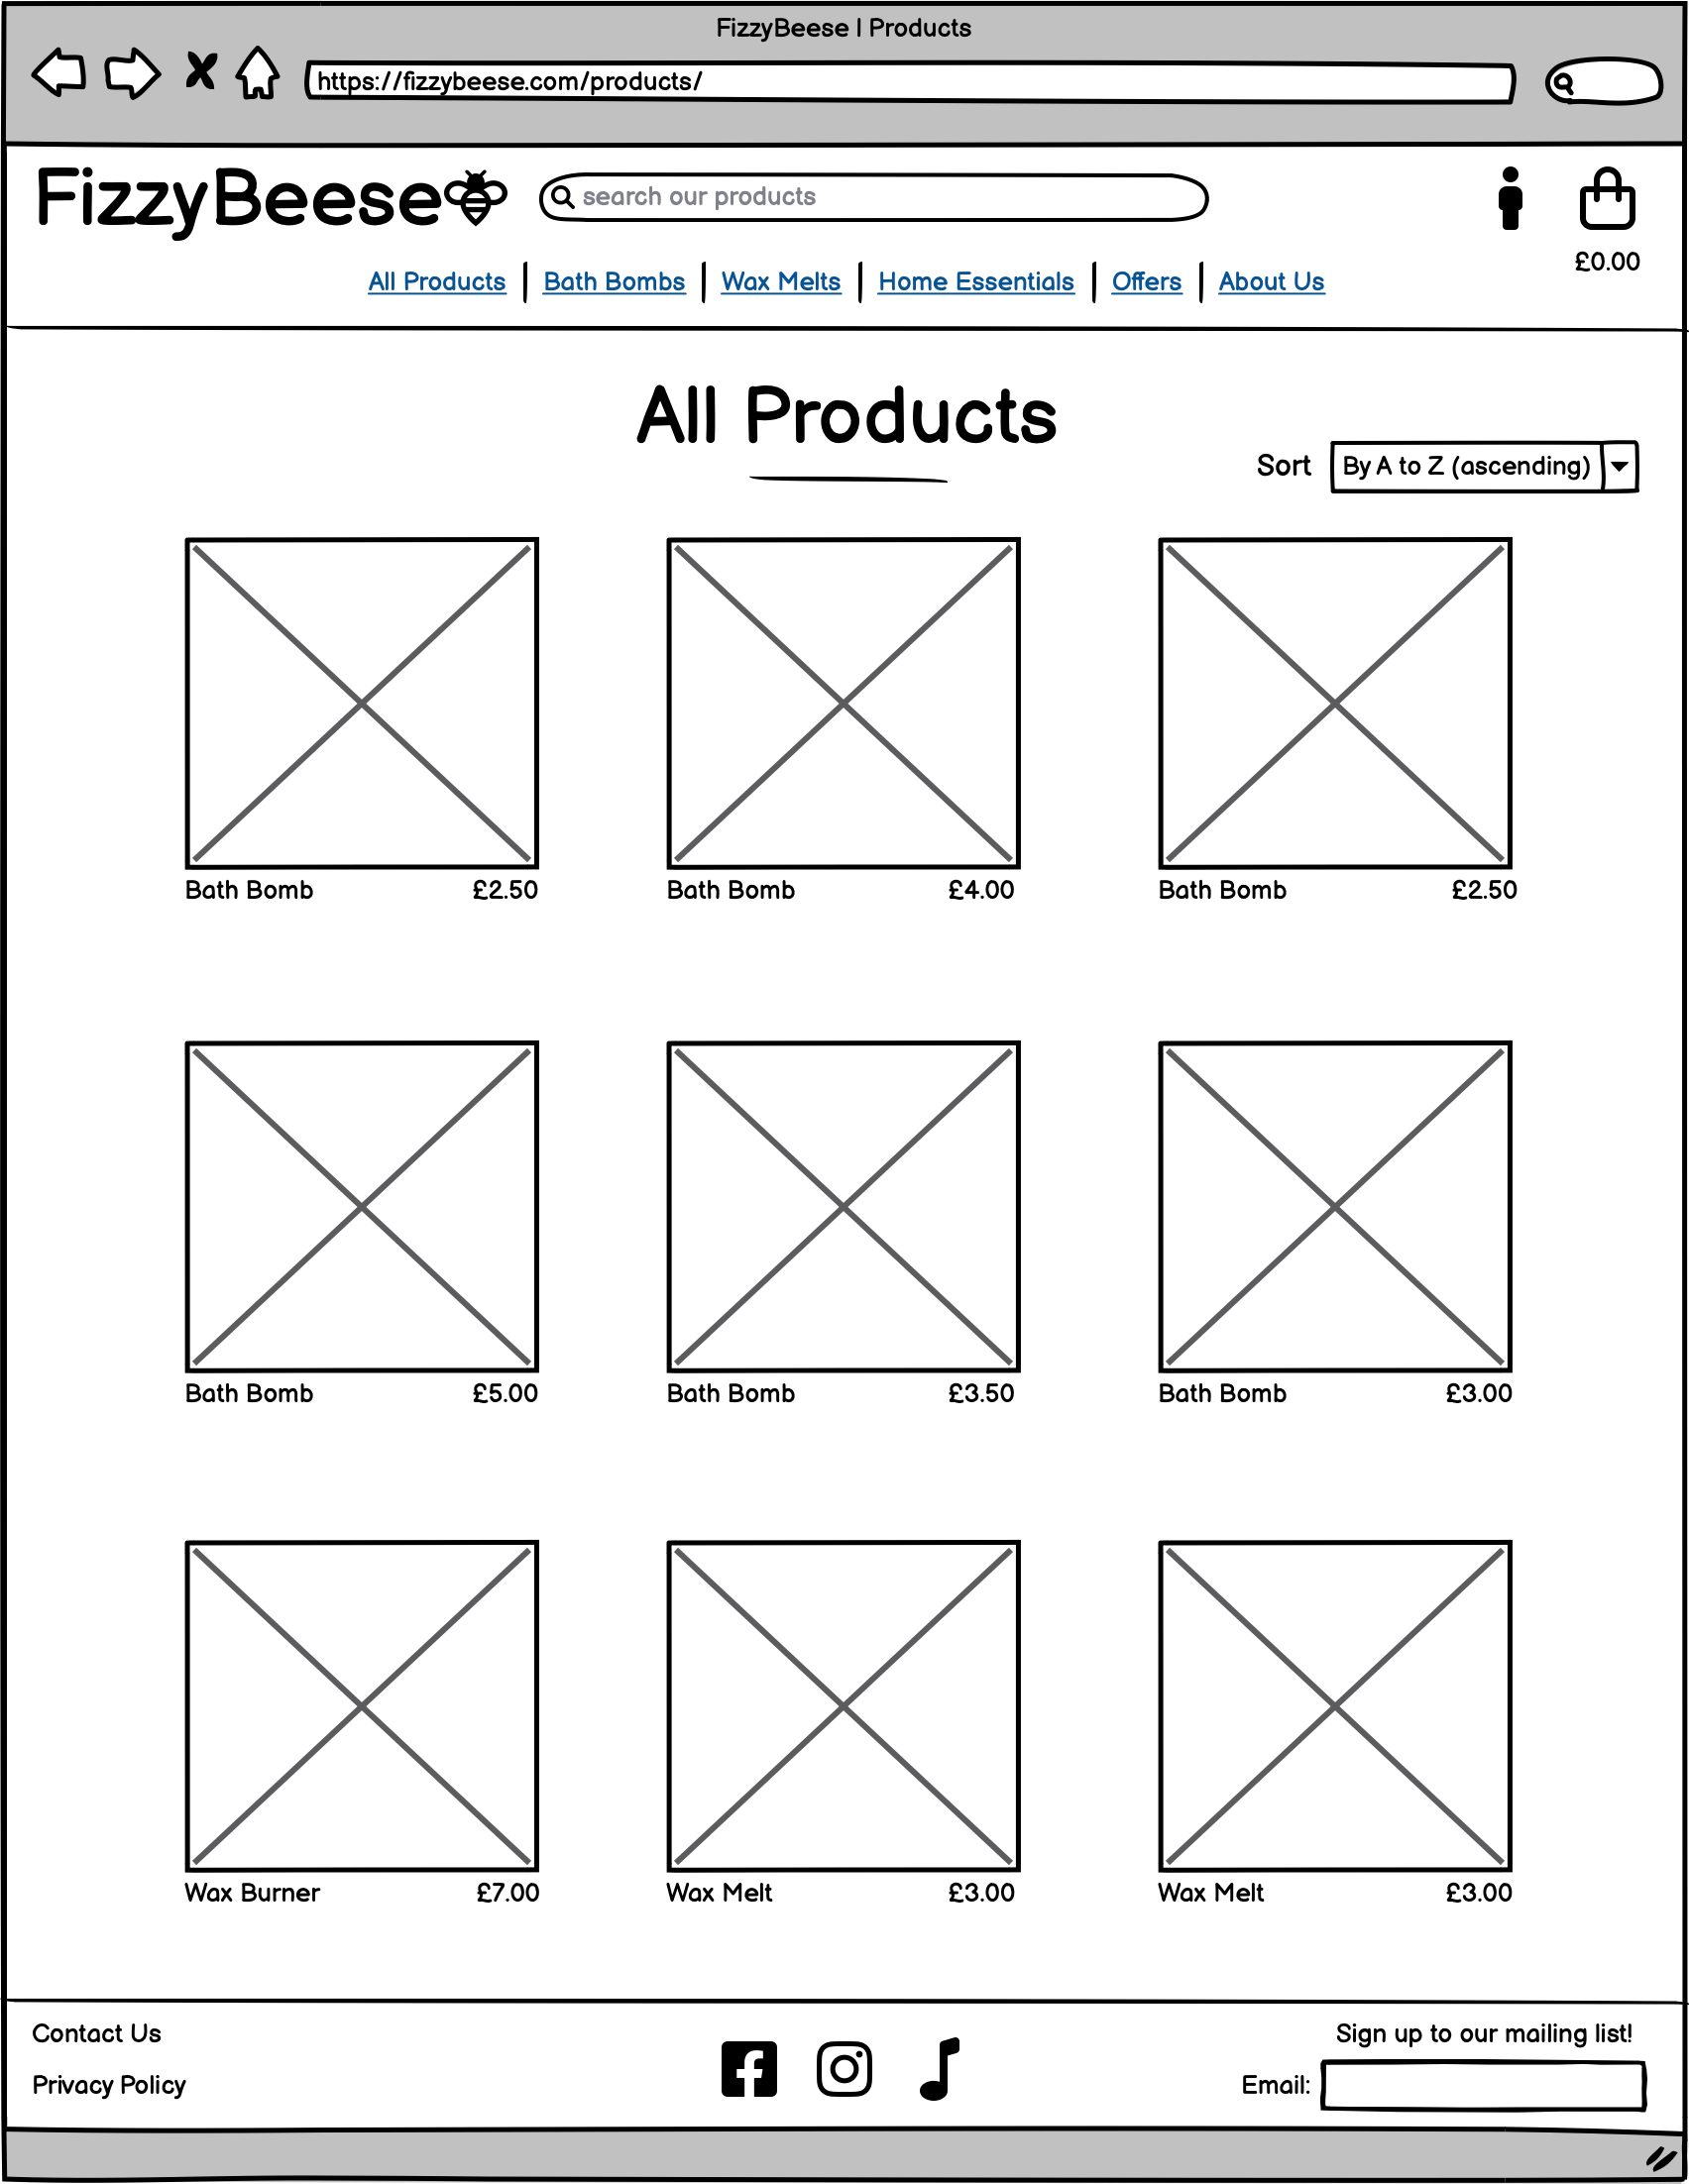 FizzyBeese | Products
https://fizzybeese.com/products/
FizzyBeese
search our products
£0.00
All Products | Bath Bombs | Wax Melts | Home Essentials | Offers | About Us
All Products
Sort By A to Z (ascending)
Bath Bomb £2.50 Bath Bomb £4.00 Bath Bomb £2.50
Bath Bomb £5.00 Bath Bomb £3.50 Bath Bomb £3.00
Wax Burner £7.00 Wax Melt £3.00 Wax Melt £3.00
Contact Us
Privacy Policy
Sign up to our mailing list!
Email: